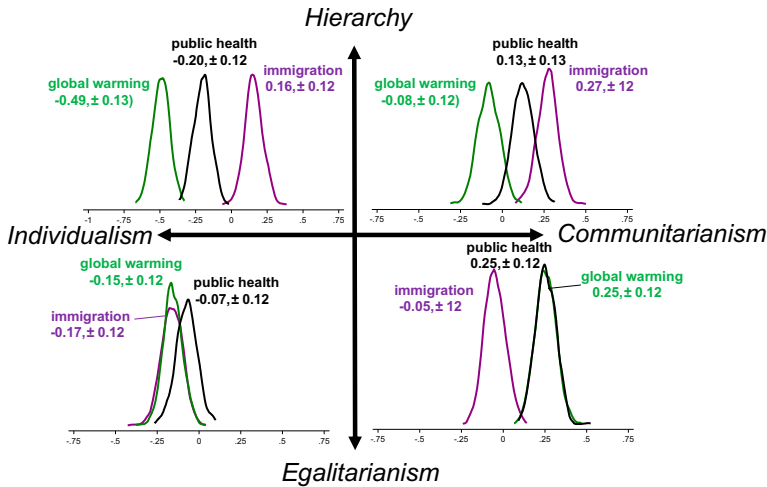 Hierarchy
public health
-0.20, ± 0.12
immigration
0.16, ± 0.12
global warming
-0.49, ± 0.13)
public health
0.13, ± 0.13
immigration
0.27, ± 12
global warming
-0.08, ± 0.12)
-1 -.5 -.25 0 .25 .5 .75
-.75 -.5 -.25 0 .25 .5 .75
Individualism
Communitarianism
global warming
-0.15, ± 0.12
public health
-0.07, ± 0.12
immigration
-0.17, ± 0.12
public health
0.25, ± 0.12
global warming
0.25, ± 0.12
immigration
-0.05, ± 12
-.75 -.5 -.25 0 .25 .5 .75
-.75 -.5 -.25 0 .25 .5 .75
Egalitarianism